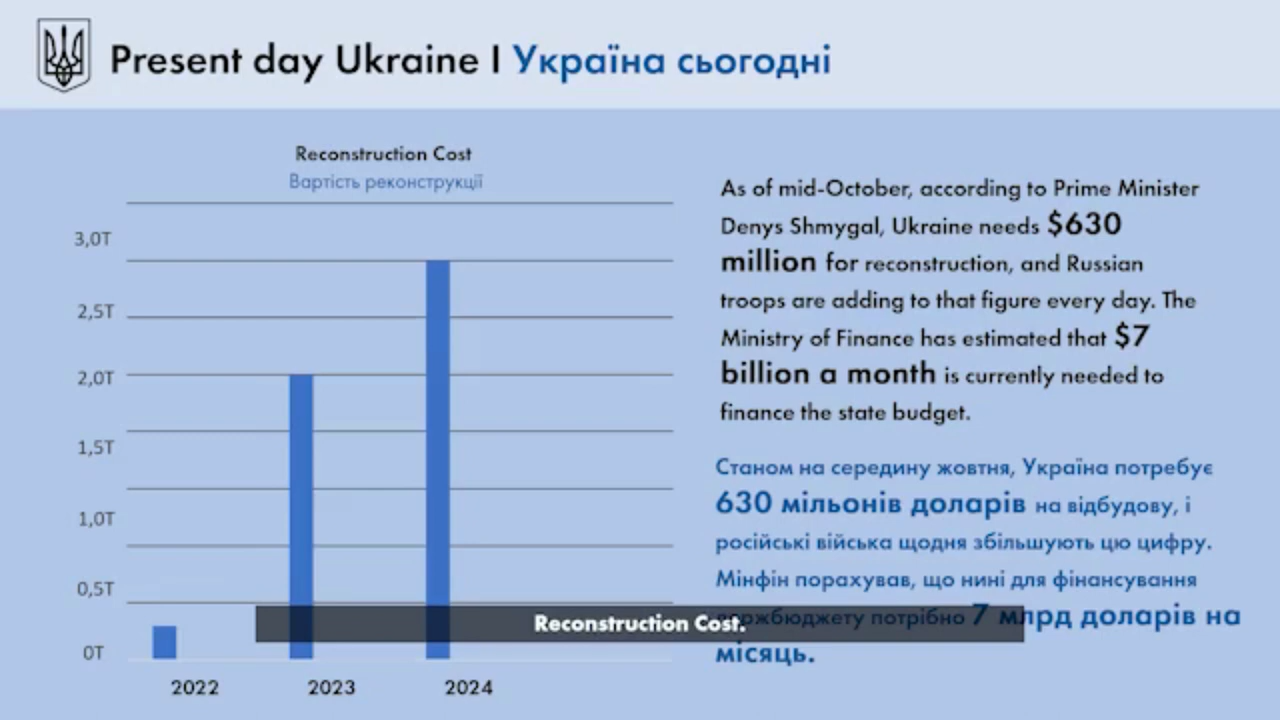 Present day Ukraine I Україна сьогодні
Reconstruction Cost
Вартість реконструкції
3,0T
2,5T
2,0T
1,5T
1,0T
0,5T
0T
2022 2023 2024
As of mid-October, according to Prime Minister
Denys Shmygal, Ukraine needs $630
million for reconstruction, and Russian
troops are adding to that figure every day. The
Ministry of Finance has estimated that $7
billion a month is currently needed to
finance the state budget.
Станом на середину жовтня, Україна потребує
630 мільонів доларів на відбудову, і
російські війська щодня збільшують цю цифру.
Мінфін порахував, що нині для фінансування
держбюджету потрібно 7 млрд доларів на
місяць.
Reconstruction Cost.